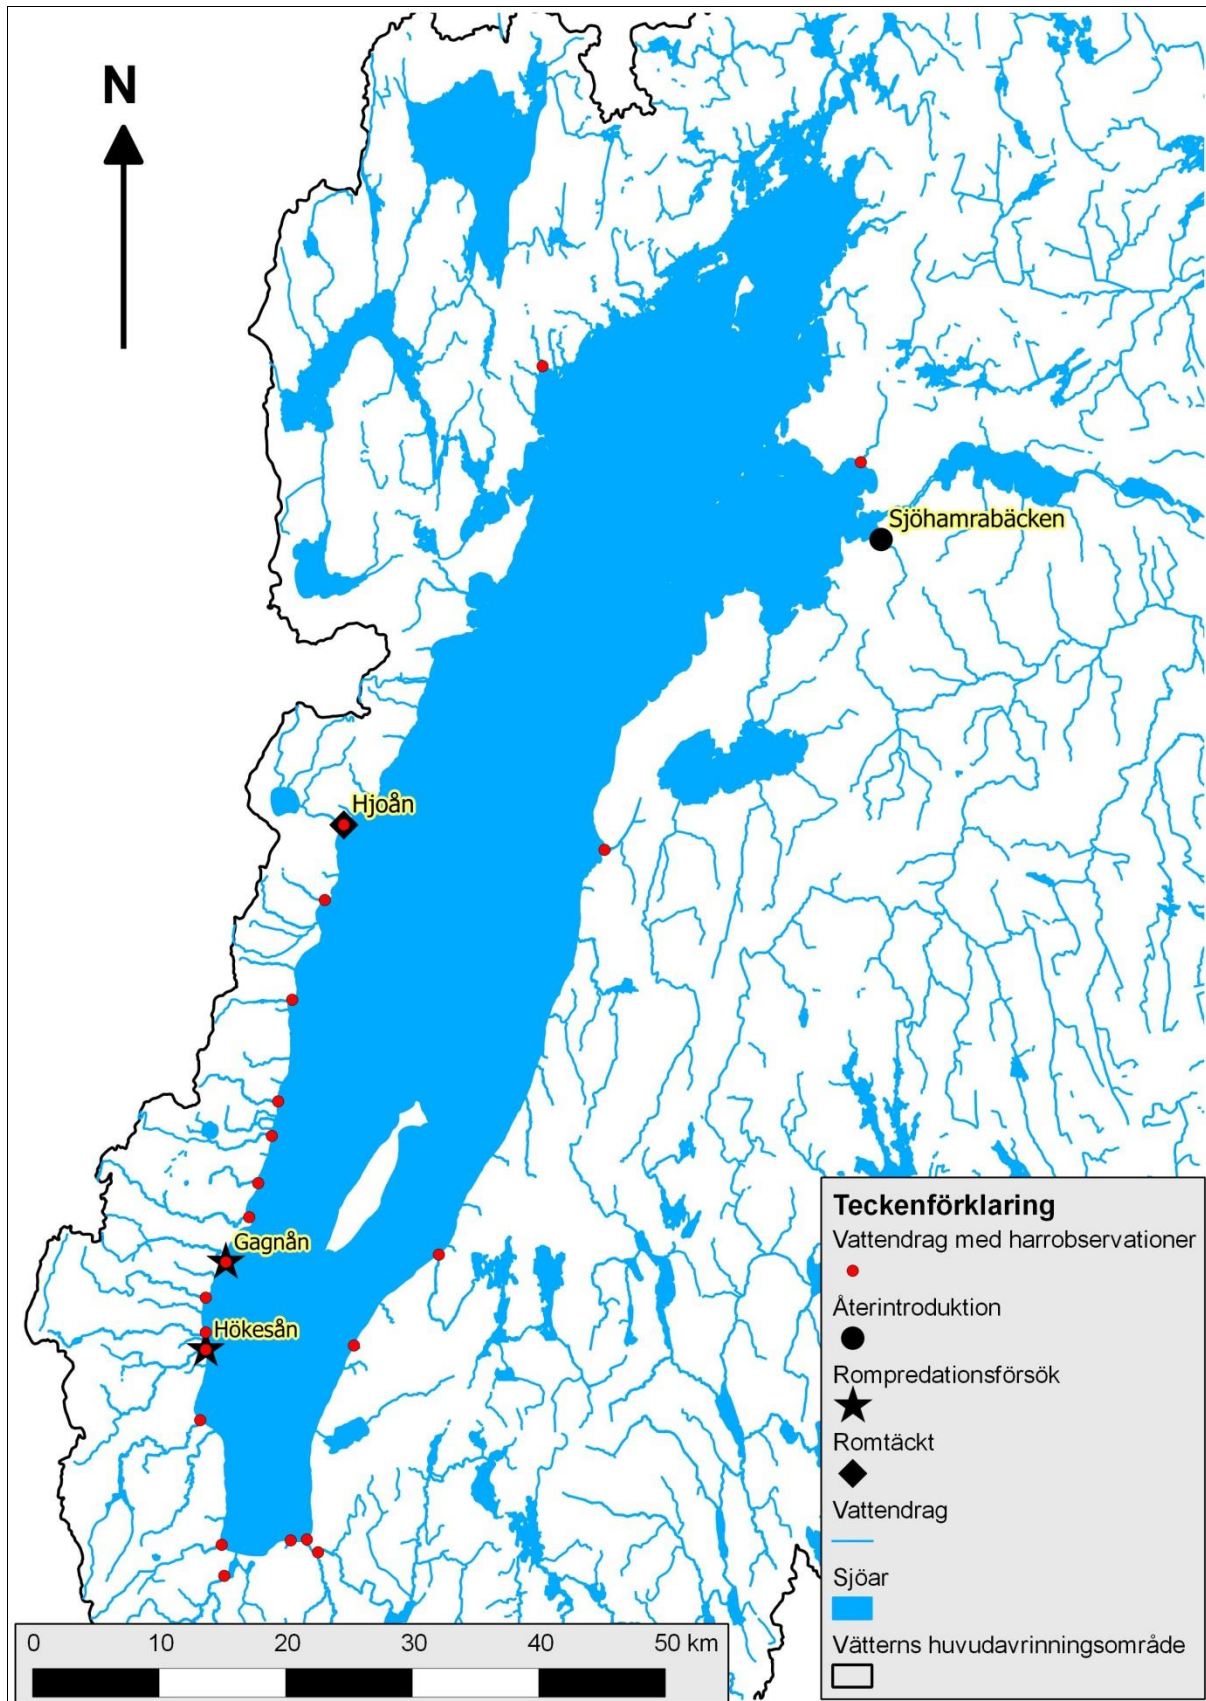 N
Sjöhamrabäcken
Hjoån
Gagnån
Hökesån
Teckenförklaring
Vattendrag med harrobservationer
Återintroduktion
Rompredationsförsök
Romtäckt
Vattendrag
Sjöar
Vätterns huvudavrinningsområde
0 10 20 30 40 50 km